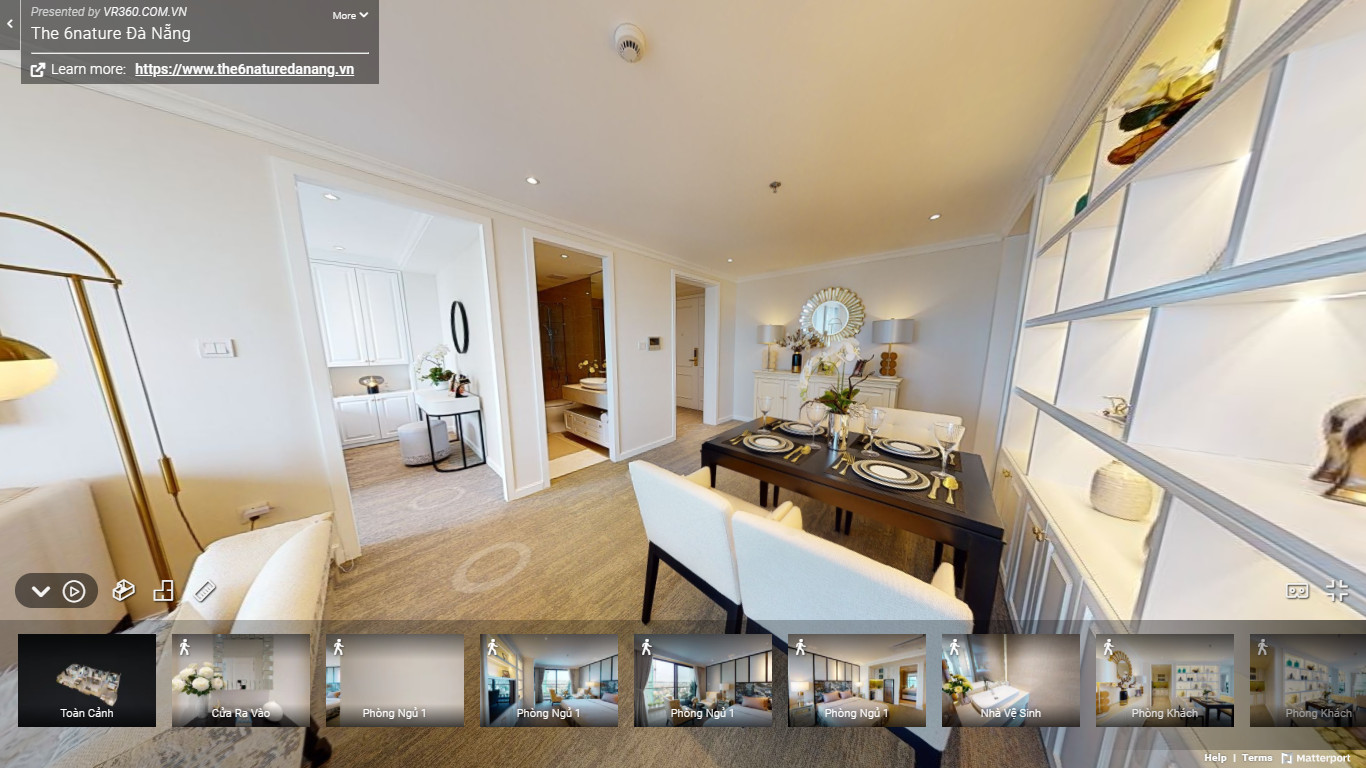 Presented by VR360.COM.VN
More
The 6nature Đà Nẵng
Learn more: https://www.the6naturedanang.vn
Toàn Cảnh
Cửa Ra Vào
Phòng Ngủ 1
Phòng Ngủ 1
Phòng Ngủ 1
Phòng Ngủ 1
Nhà Vệ Sinh
Phòng Khách
Phòng Khách
Help | Terms Matterport